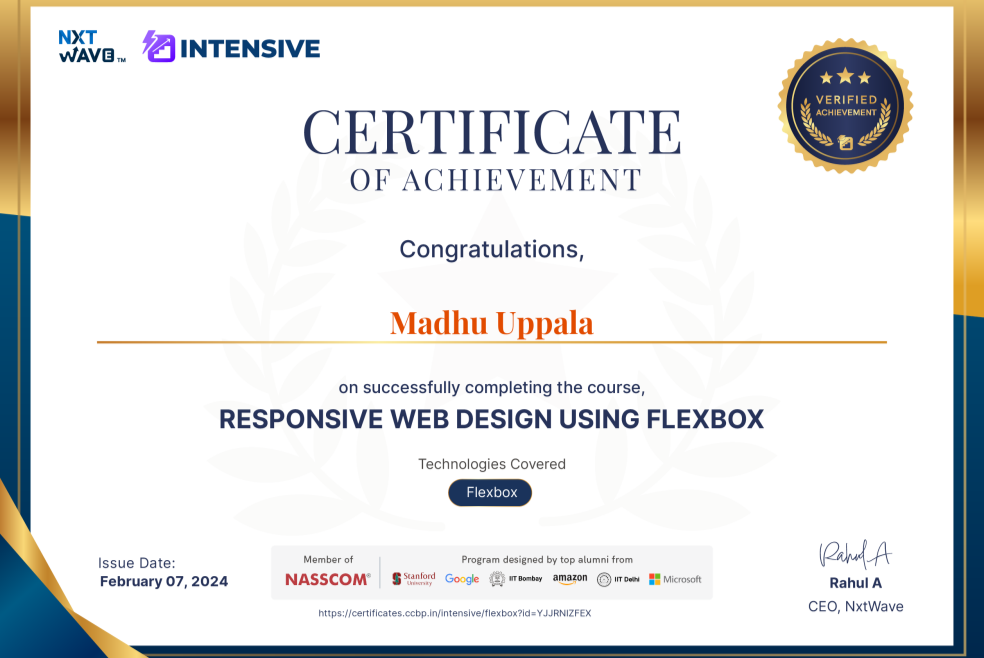 NXT
WAVE™ INTENSIVE
VERIFIED
ACHIEVEMENT
CERTIFICATE
OF ACHIEVEMENT
Congratulations,
Madhu Uppala
on successfully completing the course,
RESPONSIVE WEB DESIGN USING FLEXBOX
Technologies Covered
Flexbox
Issue Date:
February 07, 2024
Member of
NASSCOM®
Program designed by top alumni from
Stanford University Google IIT Bombay amazon IIT Delhi Microsoft
https://certificates.ccbp.in/intensive/flexbox?id=YJJRNIZFEX
Rahul A
Rahul A
CEO, NxtWave